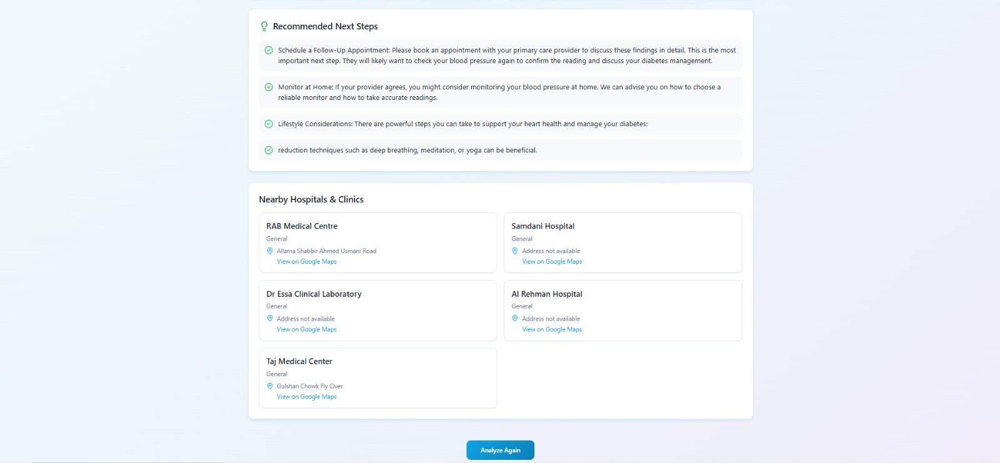 Recommended Next Steps
Schedule a Follow-Up Appointment: Please book an appointment with your primary care provider to discuss these findings in detail. This is the most
important next step. They will likely want to check your blood pressure again to confirm the reading and discuss your diabetes management.
Monitor at Home: If your provider agrees, you might consider monitoring your blood pressure at home. We can advise you on how to choose a
reliable monitor and how to take accurate readings.
Lifestyle Considerations: There are powerful steps you can take to support your heart health and manage your diabetes:
reduction techniques such as deep breathing, meditation, or yoga can be beneficial.
Nearby Hospitals & Clinics
RAB Medical Centre
General
Allama Shabbir Ahmed Usmani Road
View on Google Maps
Samdani Hospital
General
Address not available
View on Google Maps
Dr Essa Clinical Laboratory
General
Address not available
View on Google Maps
Al Rehman Hospital
General
Address not available
View on Google Maps
Taj Medical Center
General
Gulshan Chowk Fly Over
View on Google Maps
Analyze Again